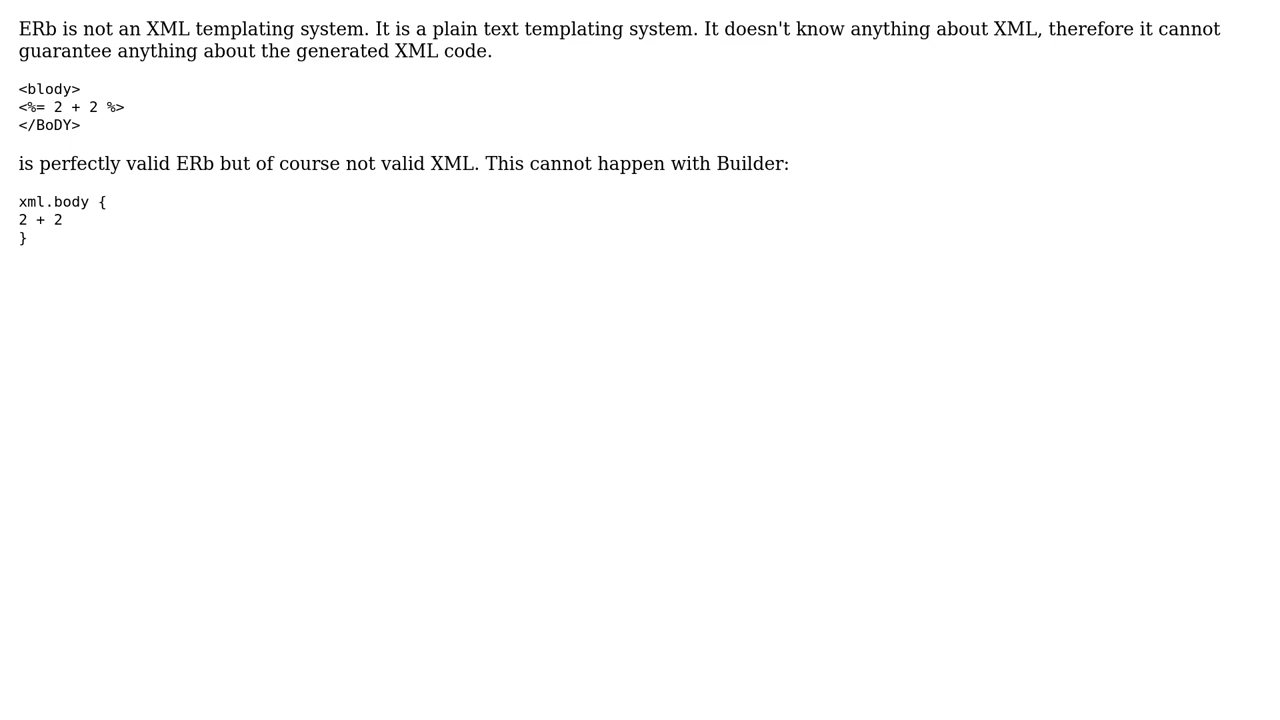 ERb is not an XML templating system. It is a plain text templating system. It doesn't know anything about XML, therefore it cannot
guarantee anything about the generated XML code.
<blody>
<%= 2 + 2 %>
</BoDY>
is perfectly valid ERb but of course not valid XML. This cannot happen with Builder:
xml.body {
2 + 2
}